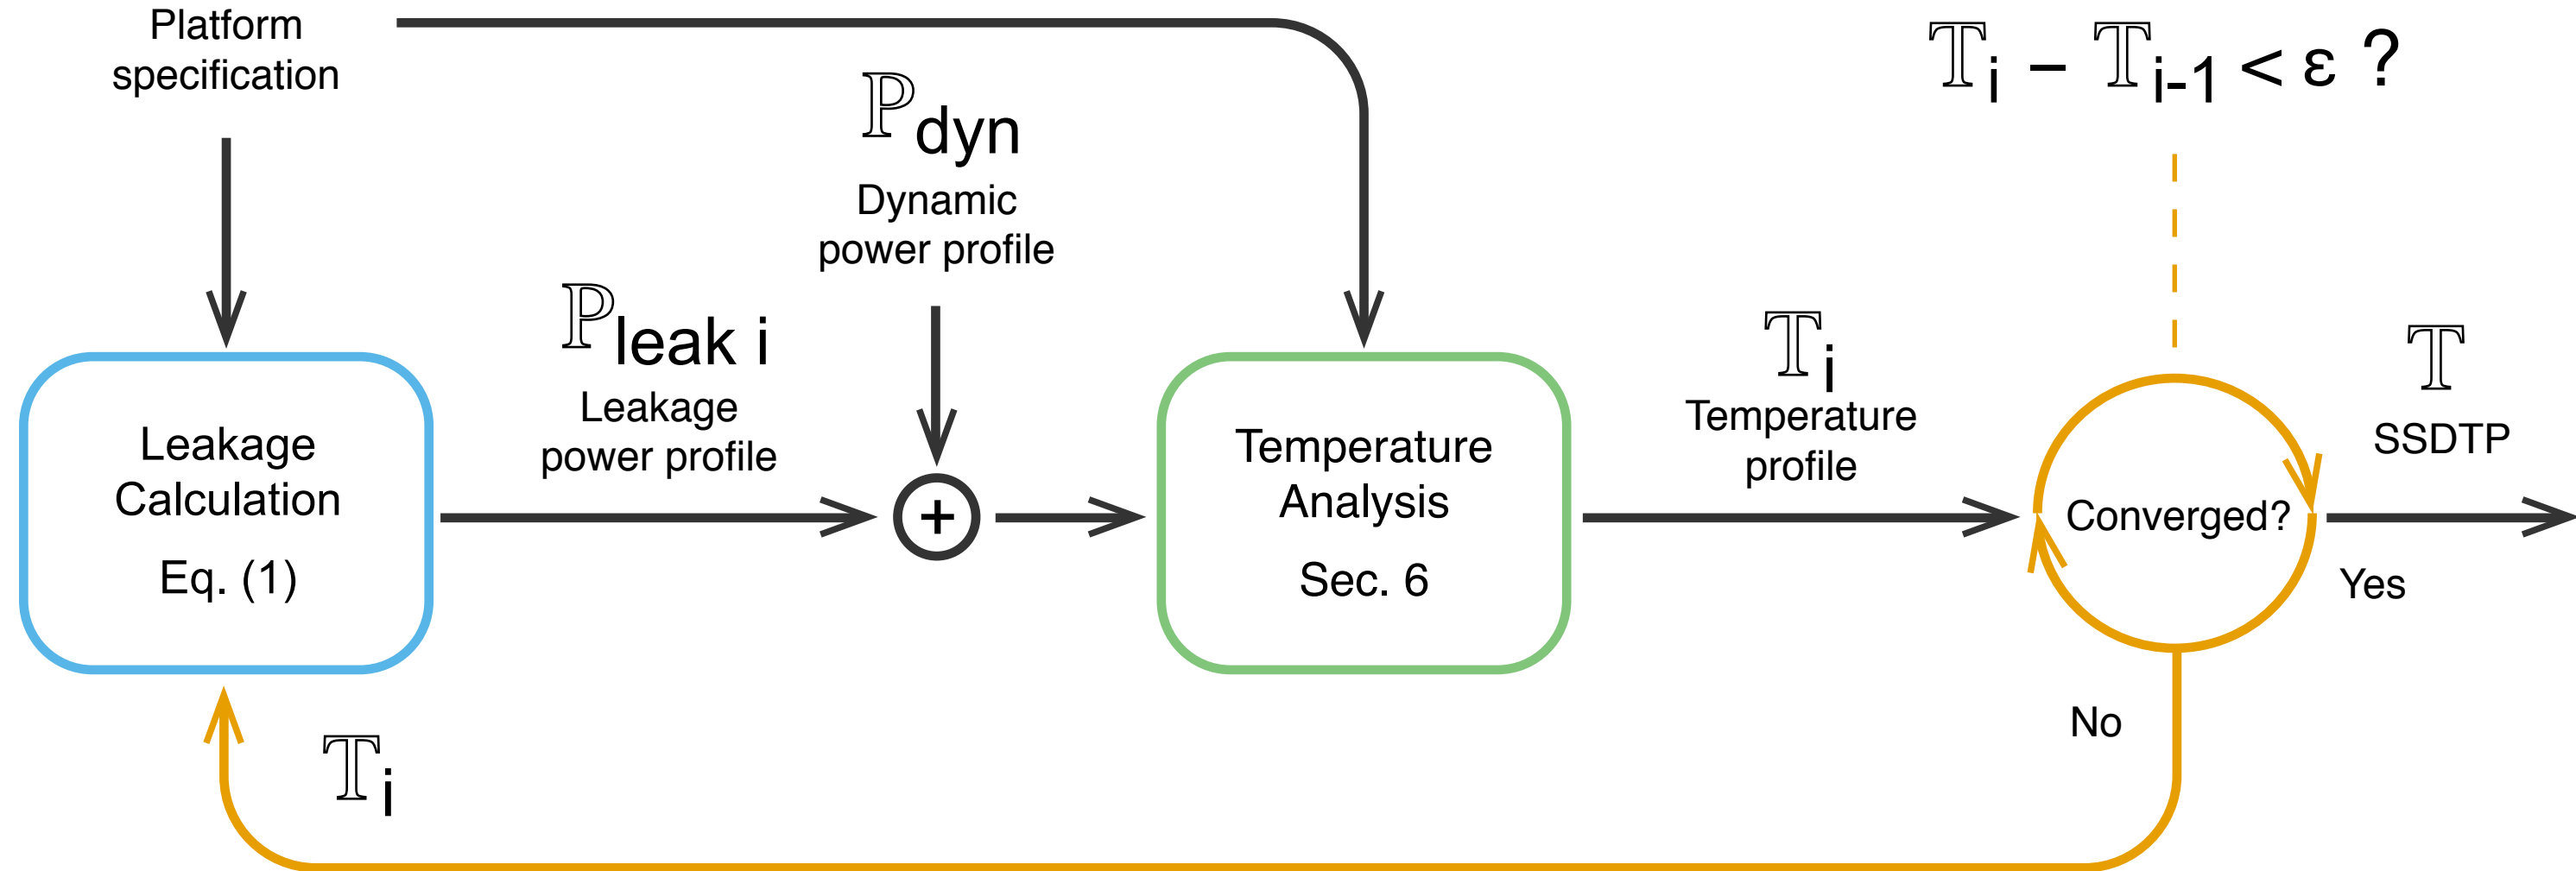 Platform
specification
ℙdyn
Dynamic
power profile
𝕋i – 𝕋i-1 < ε ?
ℙleak i
Leakage
power profile
Leakage
Calculation
Eq. (1)
+
Temperature
Analysis
Sec. 6
𝕋i
Temperature
profile
Converged?
𝕋
SSDTP
Yes
No
𝕋i